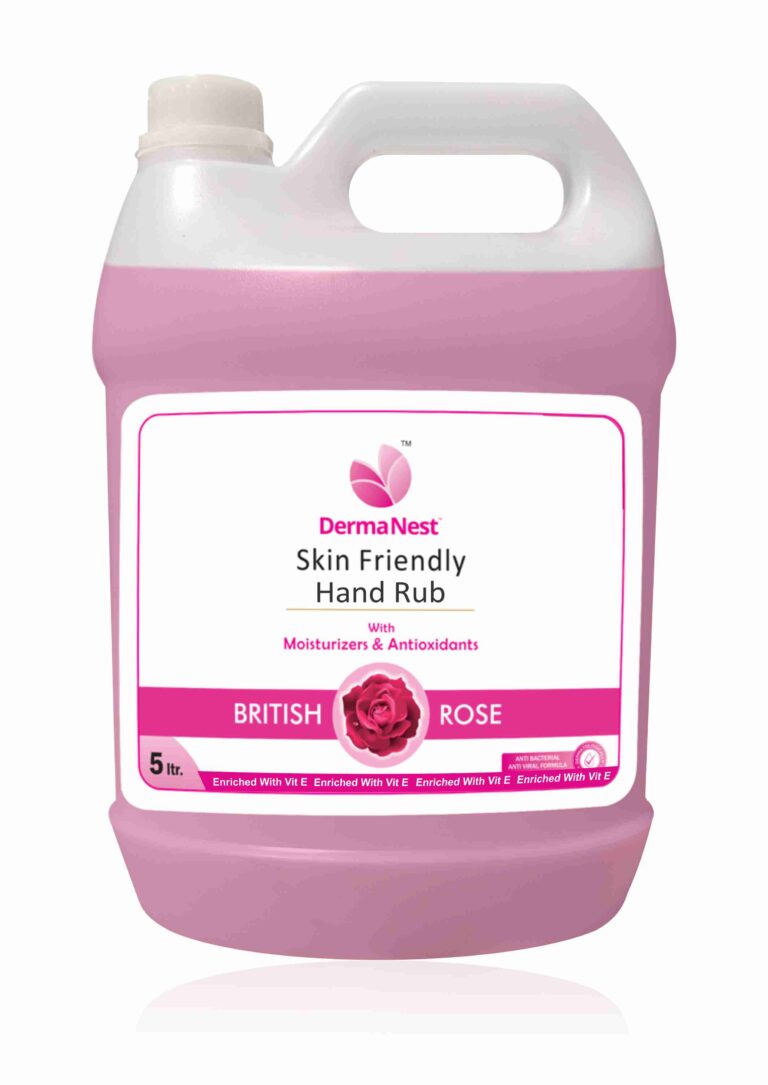 TM
DermaNest
Skin Friendly
Hand Rub
With
Moisturizers & Antioxidants
BRITISH ROSE
5 ltr.
ANTI BACTERIAL
ANTI VIRAL FORMULA
Enriched With Vit E Enriched With Vit E Enriched With Vit E Enriched With Vit E